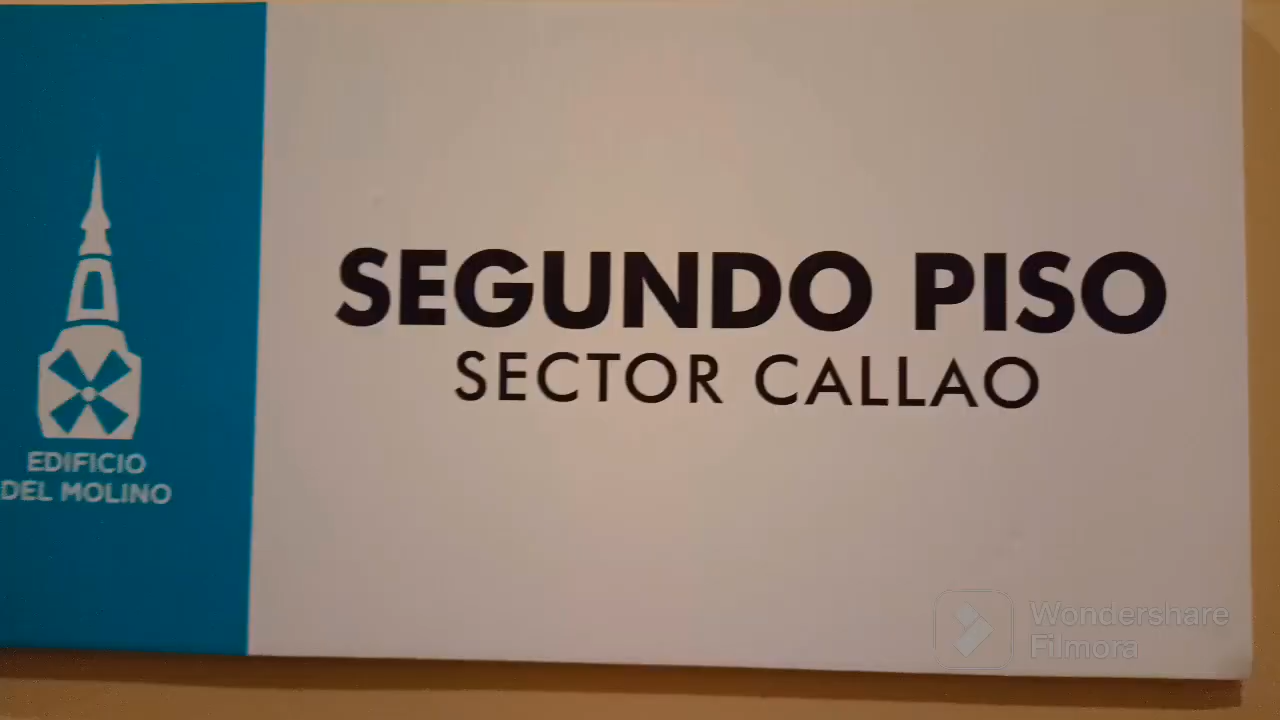 SEGUNDO PISO
SECTOR CALLAO
EDIFICIO
DEL MOLINO
Wondershare
Filmora